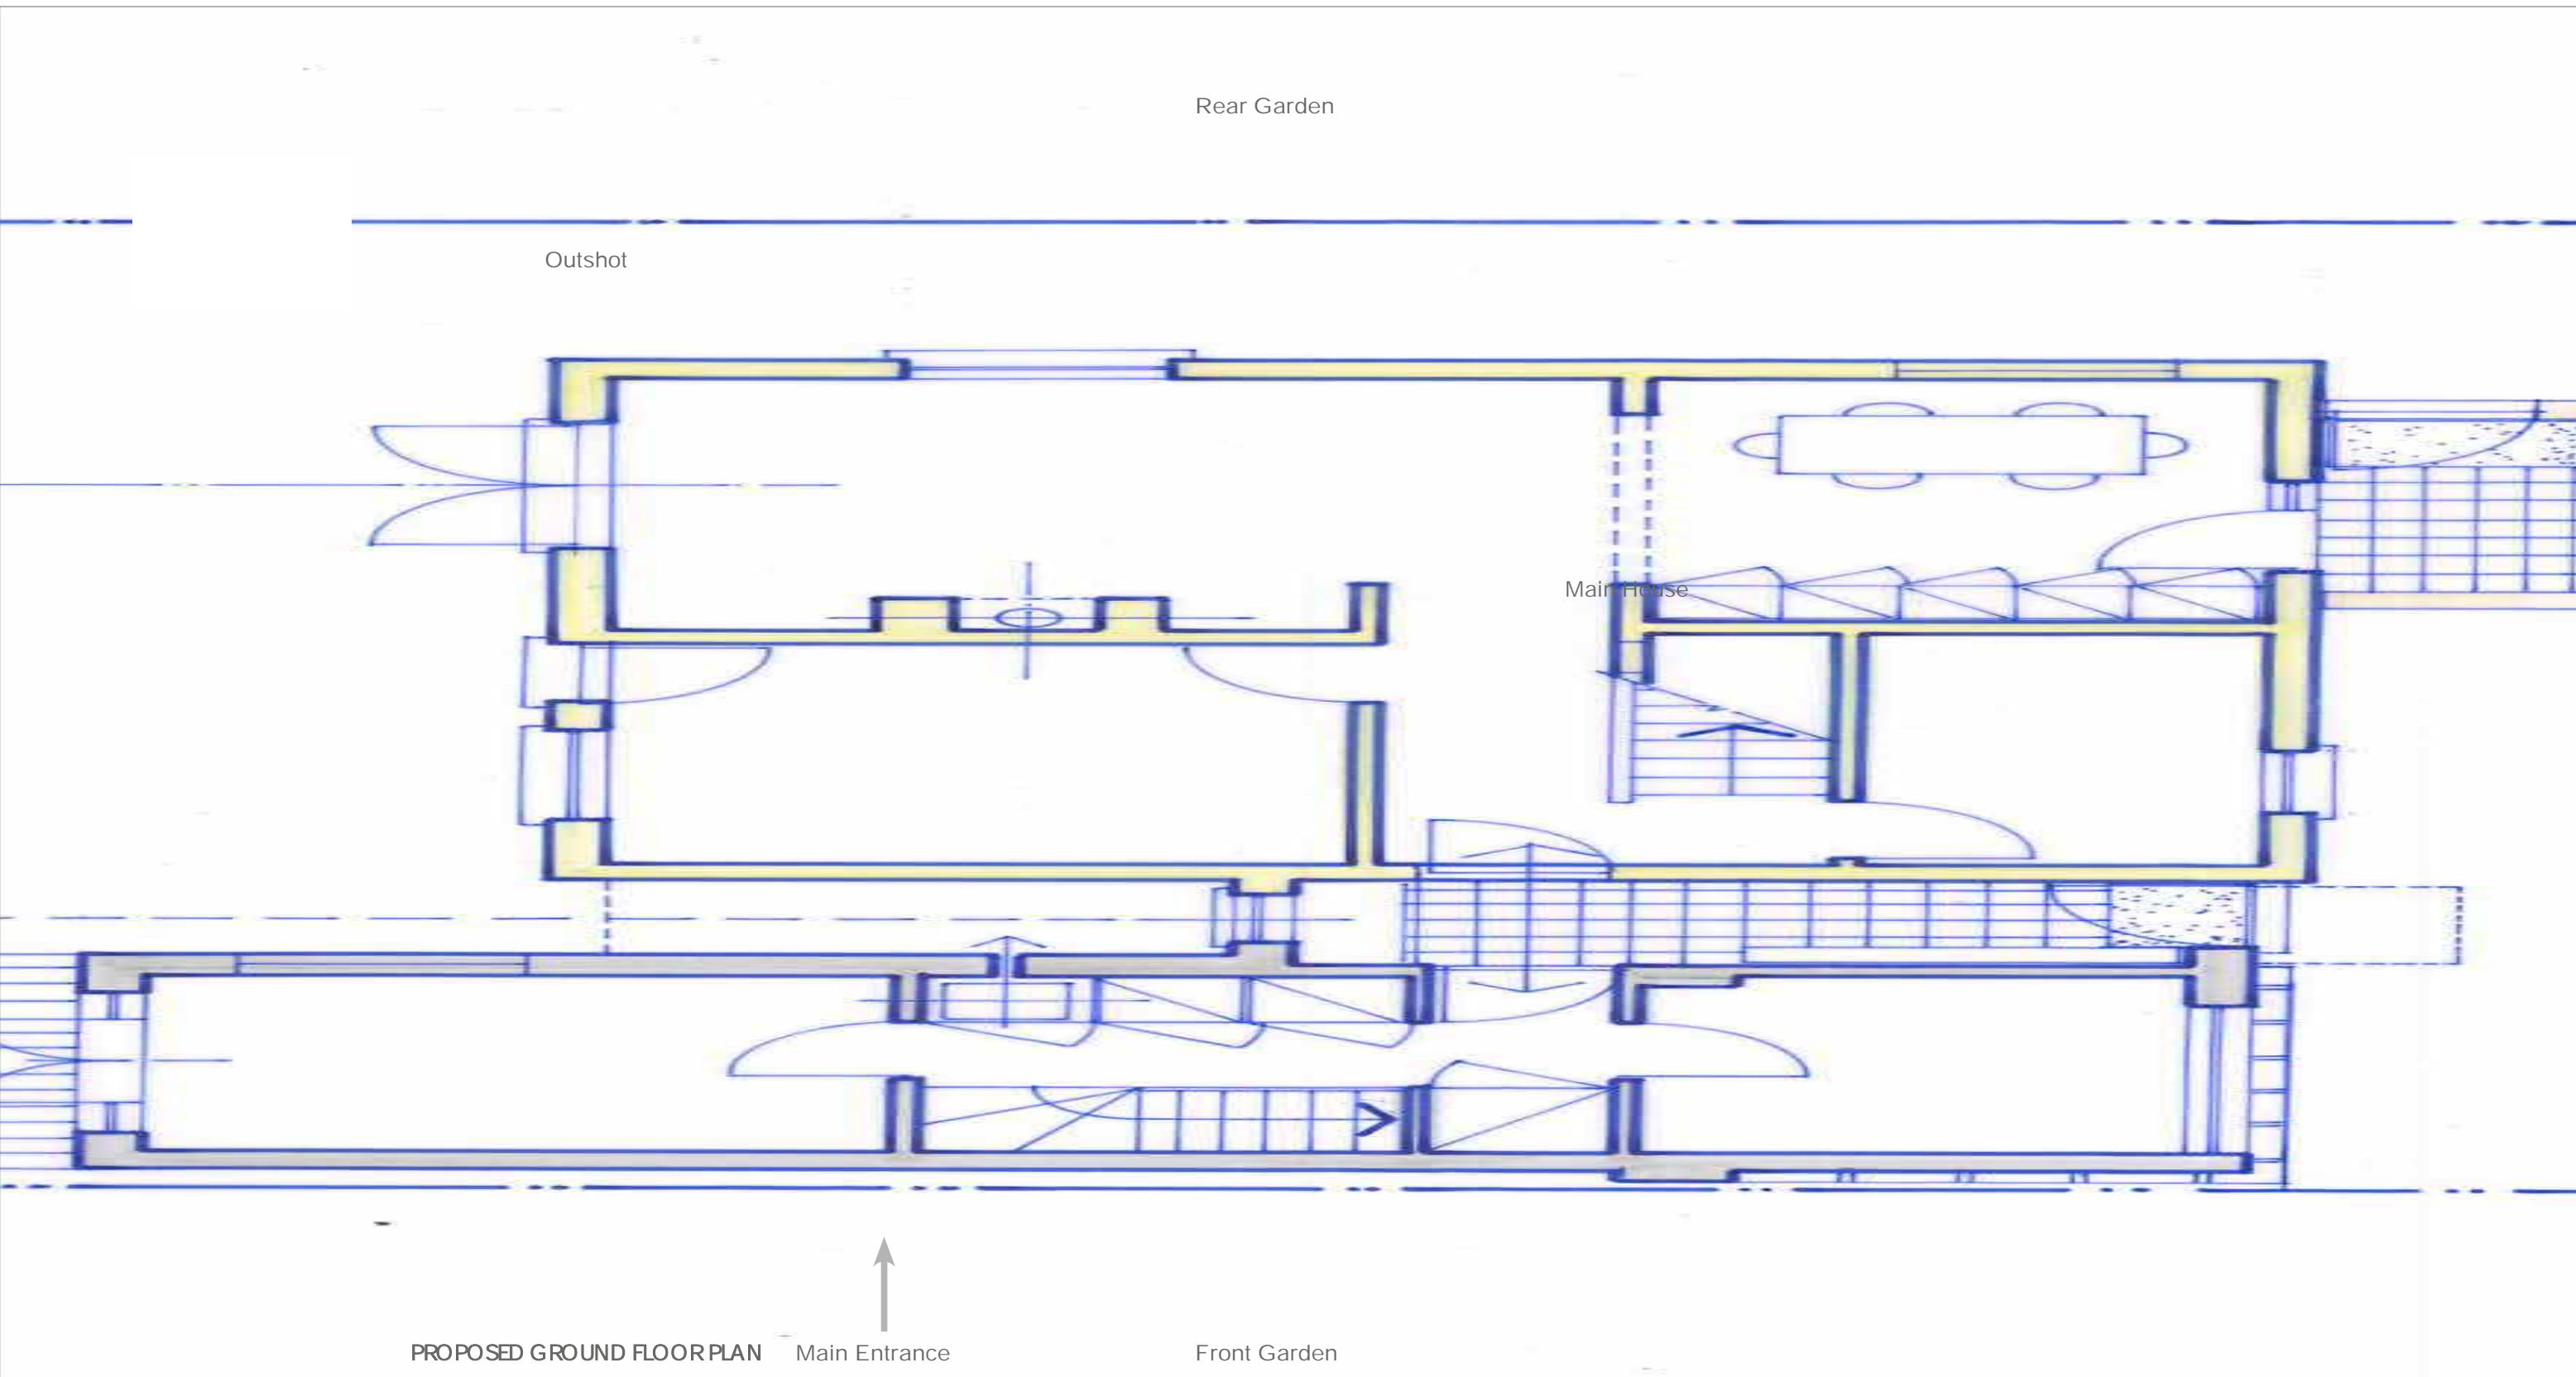 Rear Garden
Outshot
Main House
PROPOSED GROUND FLOOR PLAN
Main Entrance
Front Garden